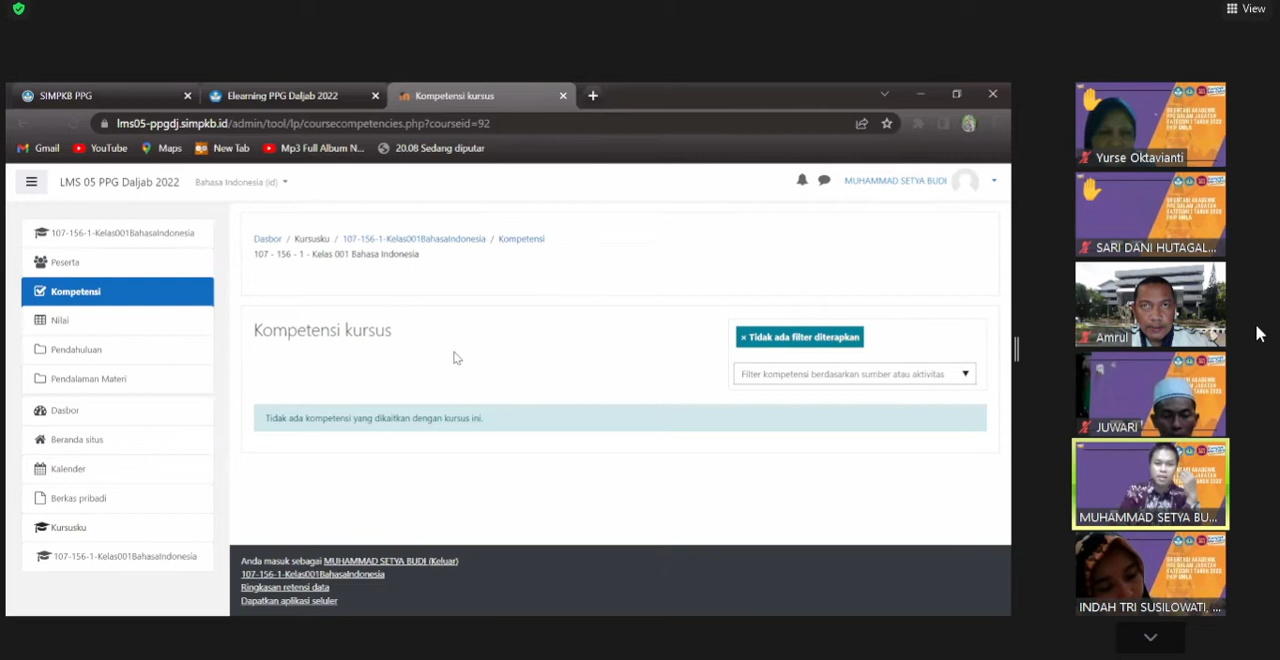 View
SIMPKB PPG
Elearning PPG Daljab 2022
Kompetensi kursus
lms05-ppgdj.simpkb.id/admin/tool/lp/coursecompetencies.php?courseid=92
Gmail
YouTube
Maps
New Tab
Mp3 Full Album N...
20.08 Sedang diputar
LMS 05 PPG Daljab 2022
Bahasa Indonesia (id)
MUHAMMAD SETYA BUDI
107-156-1-Kelas001BahasaIndonesia
Peserta
Kompetensi
Nilai
Pendahuluan
Pendalaman Materi
Dasbor
Beranda situs
Kalender
Berkas pribadi
Kursusku
107-156-1-Kelas001BahasaIndonesia
Dasbor / Kursusku / 107-156-1-Kelas001BahasaIndonesia / Kompetensi
107 - 156 - 1 - Kelas 001 Bahasa Indonesia
Kompetensi kursus
× Tidak ada filter diterapkan
Filter kompetensi berdasarkan sumber atau aktivitas
Tidak ada kompetensi yang dikaitkan dengan kursus ini.
Anda masuk sebagai MUHAMMAD SETYA BUDI (Keluar)
107-156-1-Kelas001BahasaIndonesia
Ringkasan retensi data
Dapatkan aplikasi seluler
Yurse Oktavianti
SARI DANI HUTAGAL...
Amrul
JUWARI
MUHAMMAD SETYA BU...
INDAH TRI SUSILOWATI, ...